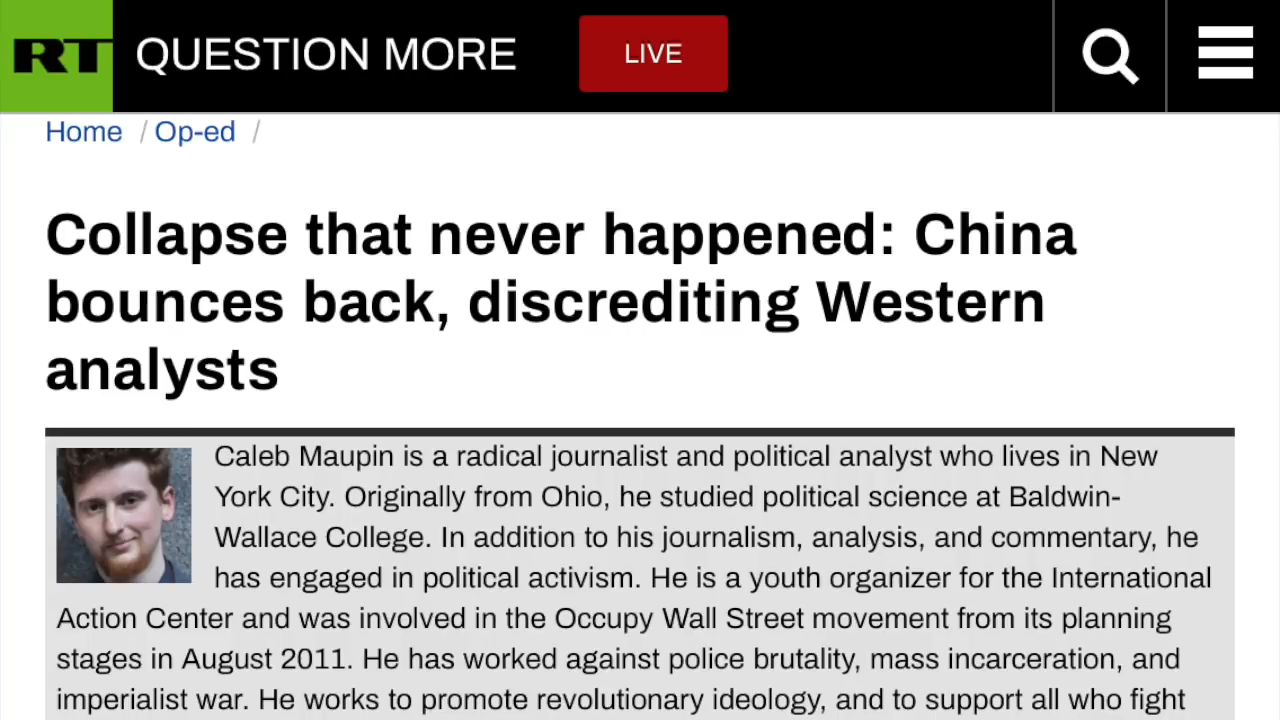 RT QUESTION MORE LIVE
Home / Op-ed /
Collapse that never happened: China
bounces back, discrediting Western
analysts
Caleb Maupin is a radical journalist and political analyst who lives in New
York City. Originally from Ohio, he studied political science at Baldwin-
Wallace College. In addition to his journalism, analysis, and commentary, he
has engaged in political activism. He is a youth organizer for the International
Action Center and was involved in the Occupy Wall Street movement from its planning
stages in August 2011. He has worked against police brutality, mass incarceration, and
imperialist war. He works to promote revolutionary ideology, and to support all who fight